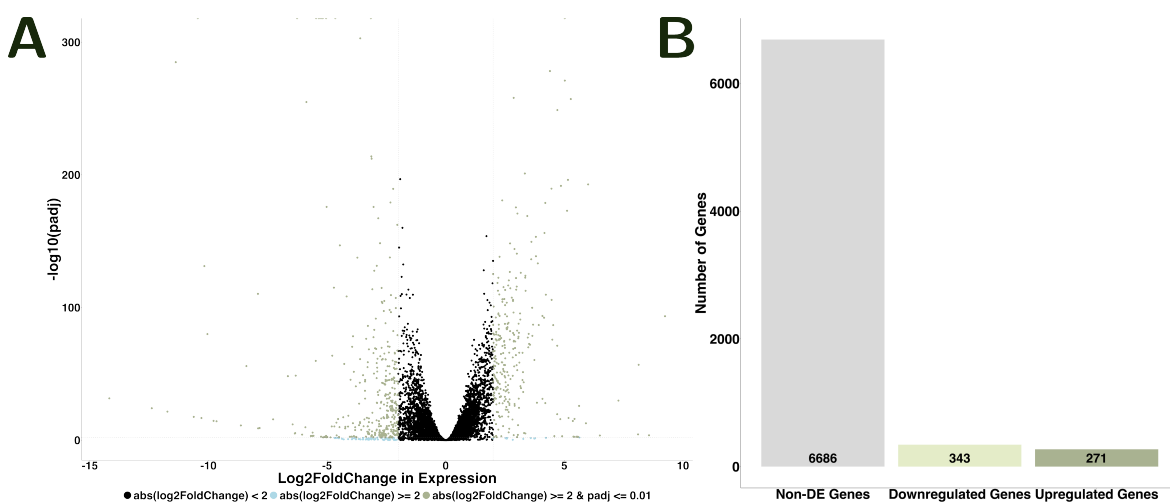 A
300
200
100
0
-log10(padj)
-15 -10 -5 0 5 10
Log2FoldChange in Expression
abs(log2FoldChange) < 2 abs(log2FoldChange) >= 2 abs(log2FoldChange) >= 2 & padj <= 0.01
B
6000
4000
2000
0
Number of Genes
6686 343 271
Non-DE Genes Downregulated Genes Upregulated Genes